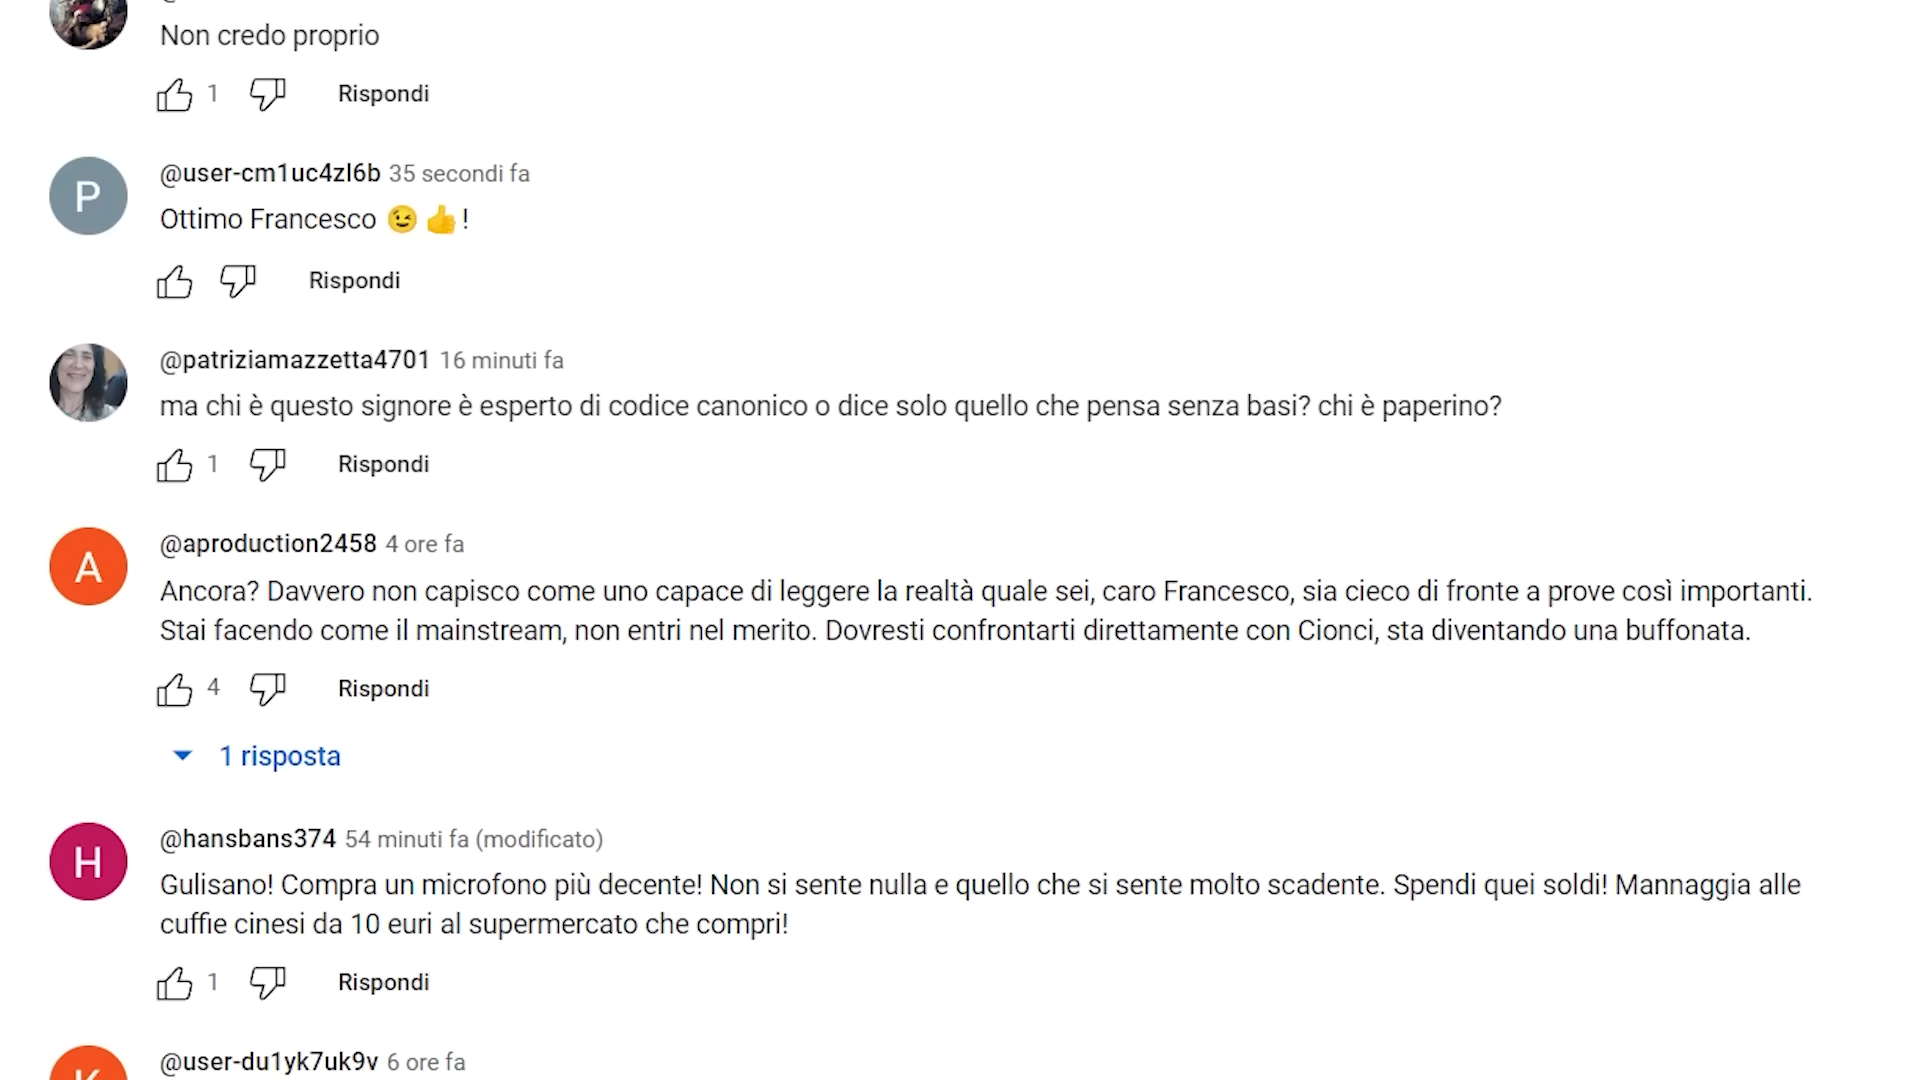 Non credo proprio
1 Rispondi
P
@user-cm1uc4zl6b 35 secondi fa
Ottimo Francesco 😉 👍 !
Rispondi
@patriziamazzetta4701 16 minuti fa
ma chi è questo signore è esperto di codice canonico o dice solo quello che pensa senza basi? chi è paperino?
1 Rispondi
A
@aproduction2458 4 ore fa
Ancora? Davvero non capisco come uno capace di leggere la realtà quale sei, caro Francesco, sia cieco di fronte a prove così importanti.
Stai facendo come il mainstream, non entri nel merito. Dovresti confrontarti direttamente con Cionci, sta diventando una buffonata.
4 Rispondi
1 risposta
H
@hansbans374 54 minuti fa (modificato)
Gulisano! Compra un microfono più decente! Non si sente nulla e quello che si sente molto scadente. Spendi quei soldi! Mannaggia alle
cuffie cinesi da 10 euri al supermercato che compri!
1 Rispondi
K
@user-du1yk7uk9v 6 ore fa